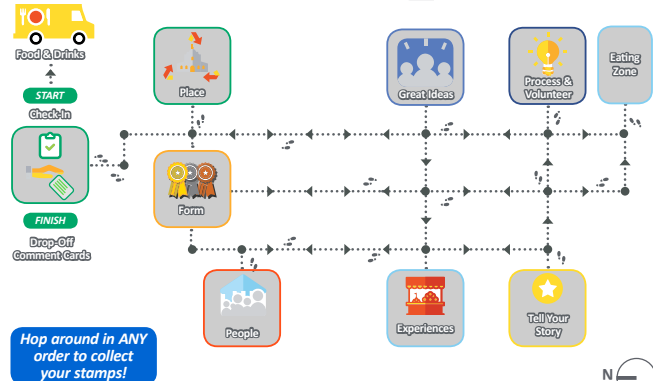 Food & Drinks
START
Check-In
FINISH
Drop-Off
Comment Cards
Place
Great Ideas
Process &
Volunteer
Eating
Zone
Form
People
Experiences
Tell Your
Story
Hop around in ANY
order to collect
your stamps!
N